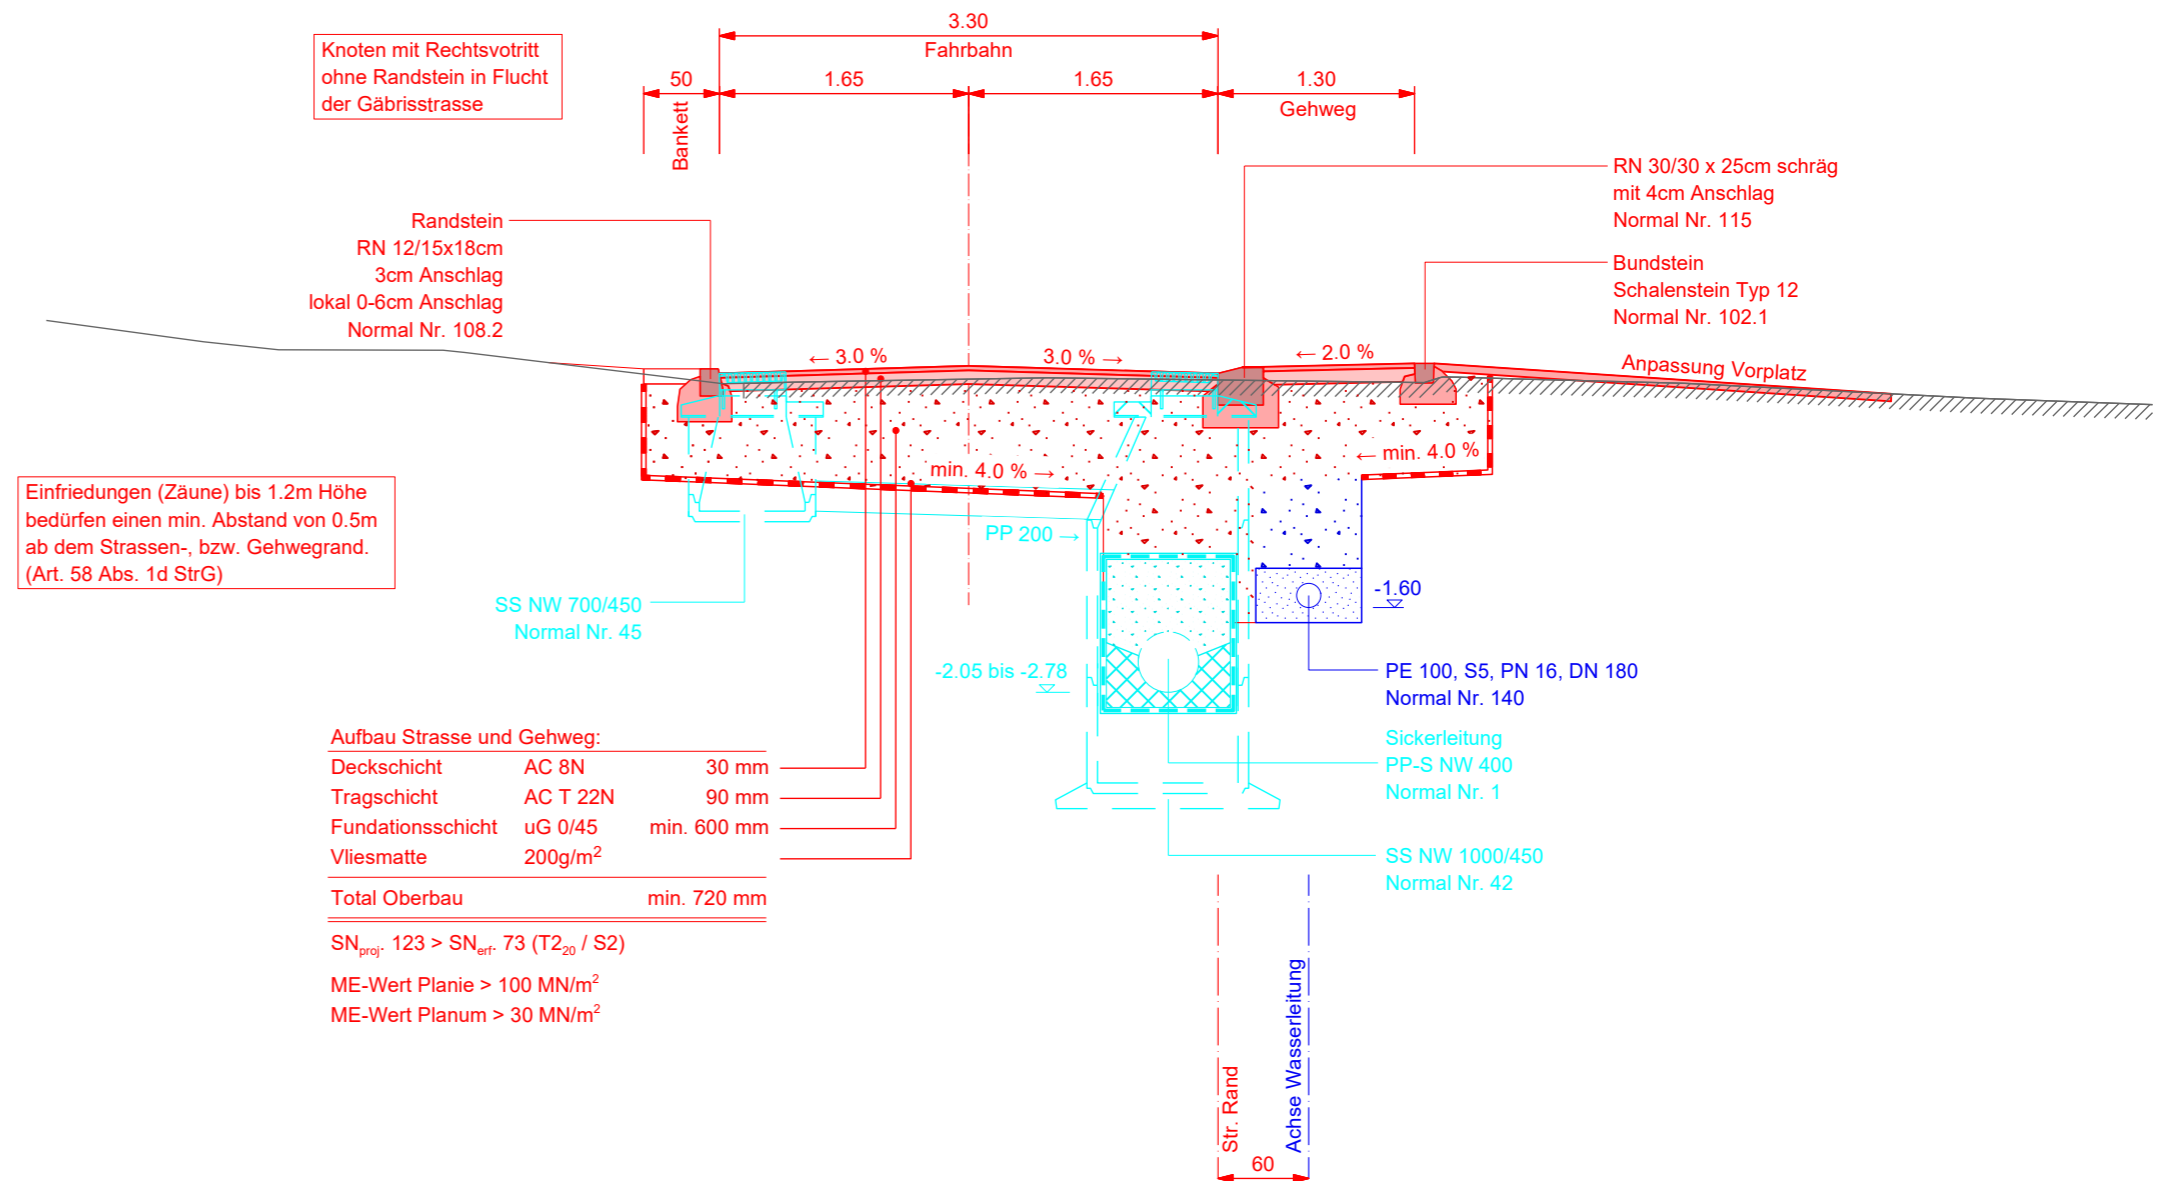 3.30
Fahrbahn
Knoten mit Rechtsvotritt
ohne Randstein in Flucht
der Gäbrisstrasse
50
1.65
1.65
1.30
Bankett
Gehweg
RN 30/30 x 25cm schräg
mit 4cm Anschlag
Normal Nr. 115
Randstein
RN 12/15x18cm
3cm Anschlag
lokal 0-6cm Anschlag
Normal Nr. 108.2
Bundstein
Schalenstein Typ 12
Normal Nr. 102.1
← 3.0 %
3.0 % →
← 2.0 %
Anpassung Vorplatz
min. 4.0 % →
← min. 4.0 %
Einfriedungen (Zäune) bis 1.2m Höhe
bedürfen einen min. Abstand von 0.5m
ab dem Strassen-, bzw. Gehwegrand.
(Art. 58 Abs. 1d StrG)
PP 200 →
-1.60
SS NW 700/450
Normal Nr. 45
-2.05 bis -2.78
PE 100, S5, PN 16, DN 180
Normal Nr. 140
Sickerleitung
PP-S NW 400
Normal Nr. 1
SS NW 1000/450
Normal Nr. 42
Aufbau Strasse und Gehweg:
Deckschicht AC 8N 30 mm
Tragschicht AC T 22N 90 mm
Fundationsschicht uG 0/45 min. 600 mm
Vliesmatte 200g/m²
Total Oberbau min. 720 mm
SNproj. 123 > SNerf. 73 (T2₂₀ / S2)
ME-Wert Planie > 100 MN/m²
ME-Wert Planum > 30 MN/m²
Str. Rand
Achse Wasserleitung
60